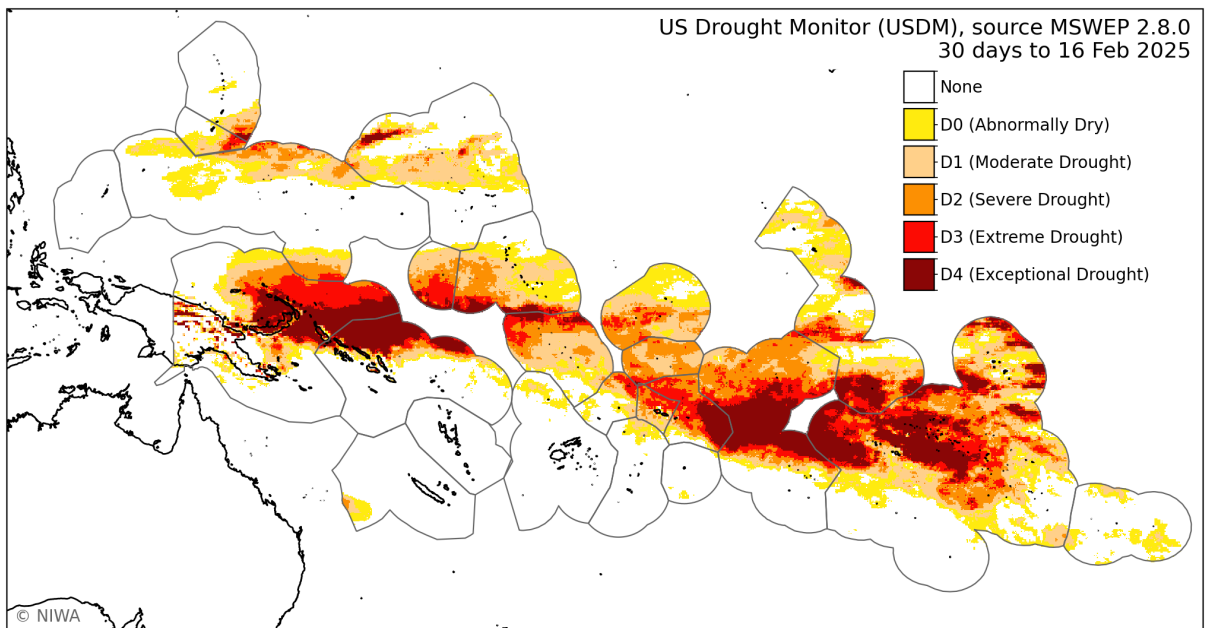 US Drought Monitor (USDM), source MSWEP 2.8.0
30 days to 16 Feb 2025
None
D0 (Abnormally Dry)
D1 (Moderate Drought)
D2 (Severe Drought)
D3 (Extreme Drought)
D4 (Exceptional Drought)
© NIWA